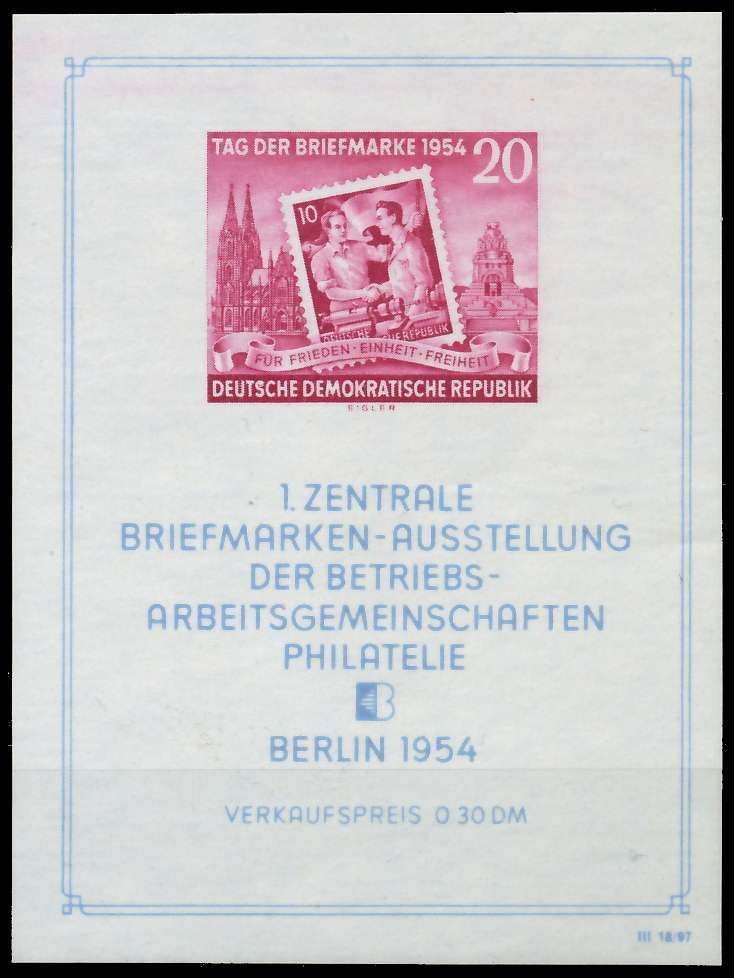 TAG DER BRIEFMARKE 1954 20
10
DEUTSCHE REPUBLIK
FÜR FRIEDEN · EINHEIT · FREIHEIT
DEUTSCHE DEMOKRATISCHE REPUBLIK
EIGLER
1. ZENTRALE
BRIEFMARKEN-AUSSTELLUNG
DER BETRIEBS-
ARBEITSGEMEINSCHAFTEN
PHILATELIE
B
BERLIN 1954
VERKAUFSPREIS 0 30 DM
III 18/97